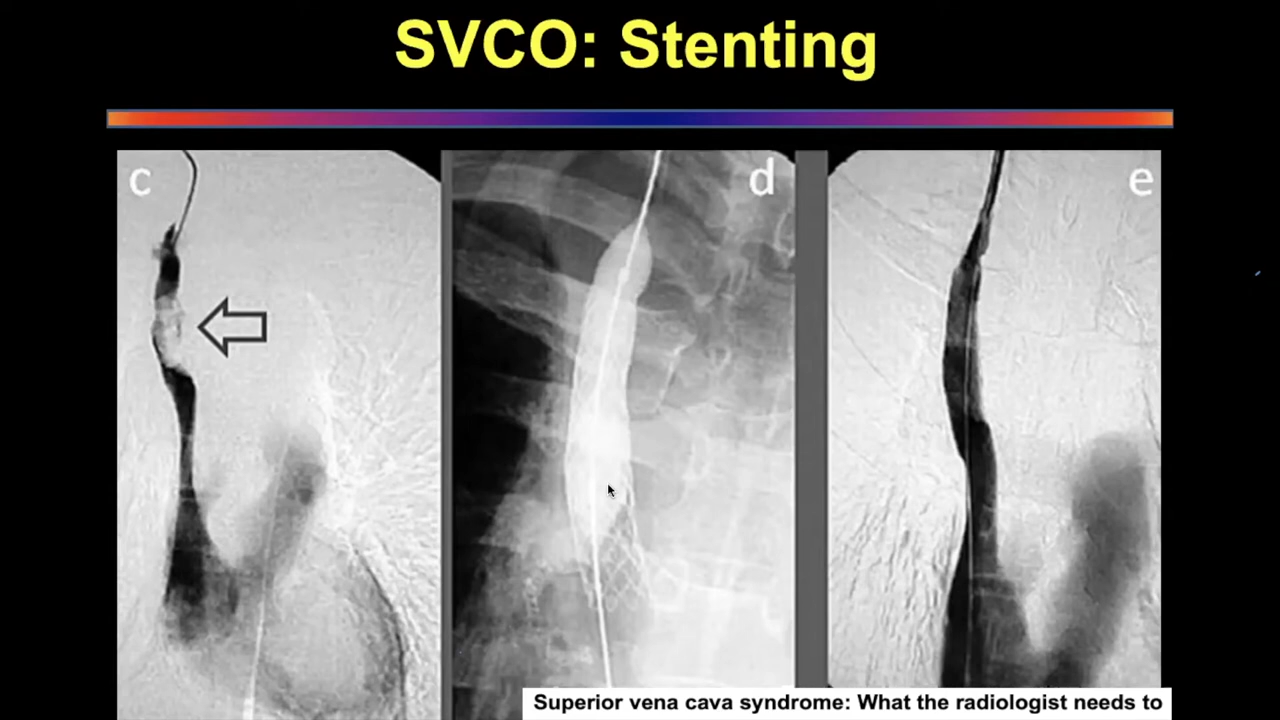 SVCO: Stenting
c
d
e
Superior vena cava syndrome: What the radiologist needs to